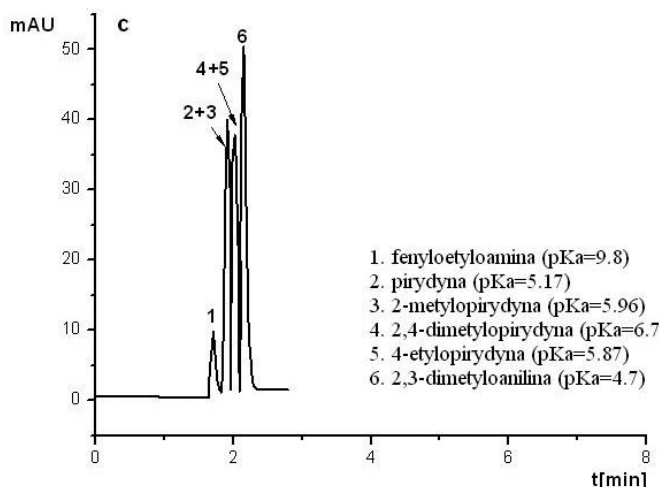 mAU
c
6
50
4+5
2+3
40
30
20
1
10
0
1. fenyloetyloamina (pKa=9.8)
2. pirydyna (pKa=5.17)
3. 2-metylopirydyna (pKa=5.96)
4. 2,4-dimetylopirydyna (pKa=6.7
5. 4-etylopirydyna (pKa=5.87)
6. 2,3-dimetyloanilina (pKa=4.7)
0 2 4 6 8
t[min]